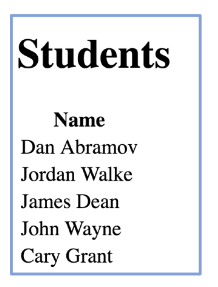 Students
Name
Dan Abramov
Jordan Walke
James Dean
John Wayne
Cary Grant